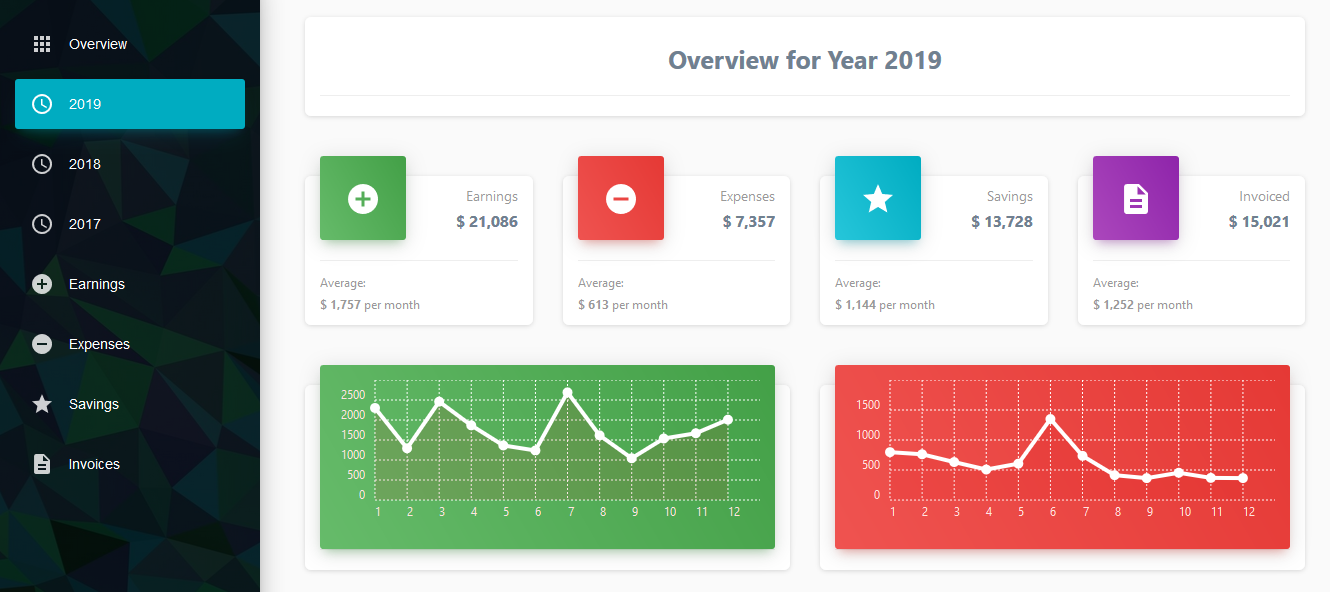 Overview
2019
2018
2017
Earnings
Expenses
Savings
Invoices
Overview for Year 2019
Earnings
$ 21,086
Average:
$ 1,757 per month
Expenses
$ 7,357
Average:
$ 613 per month
Savings
$ 13,728
Average:
$ 1,144 per month
Invoiced
$ 15,021
Average:
$ 1,252 per month
2500
2000
1500
1000
500
0
1 2 3 4 5 6 7 8 9 10 11 12
1500
1000
500
0
1 2 3 4 5 6 7 8 9 10 11 12